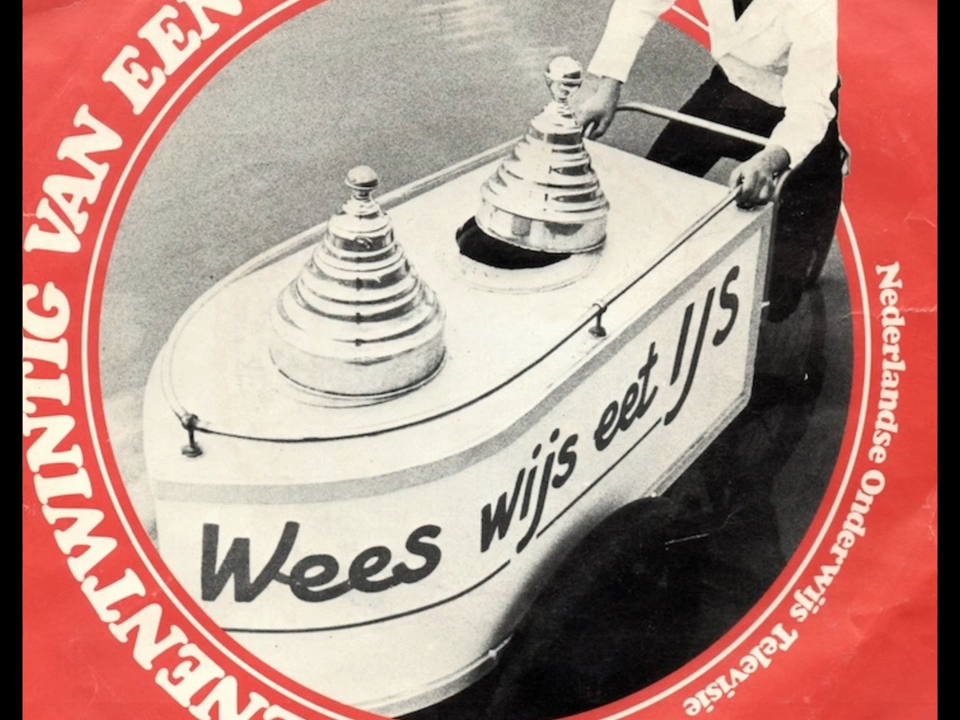 ENTWINTIG VAN EEN
Wees wijs eet IJS
Nederlandse Onderwijs Televisie